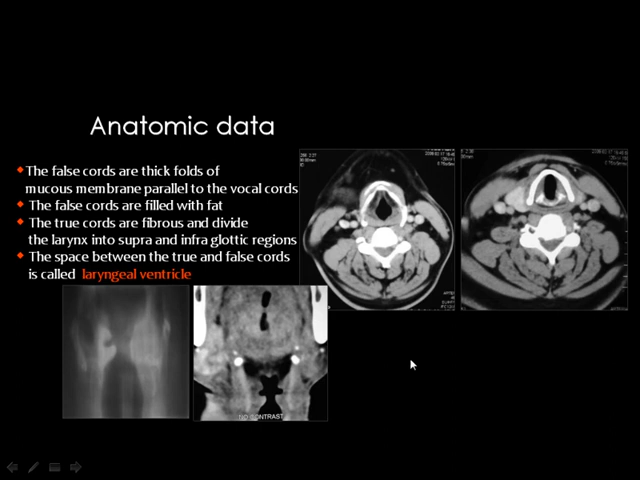 Anatomic data
The false cords are thick folds of
mucous membrane parallel to the vocal cords
The false cords are filled with fat
The true cords are fibrous and divide
the larynx into supra and infra glottic regions
The space between the true and false cords
is called laryngeal ventricle
NO CONTRAST